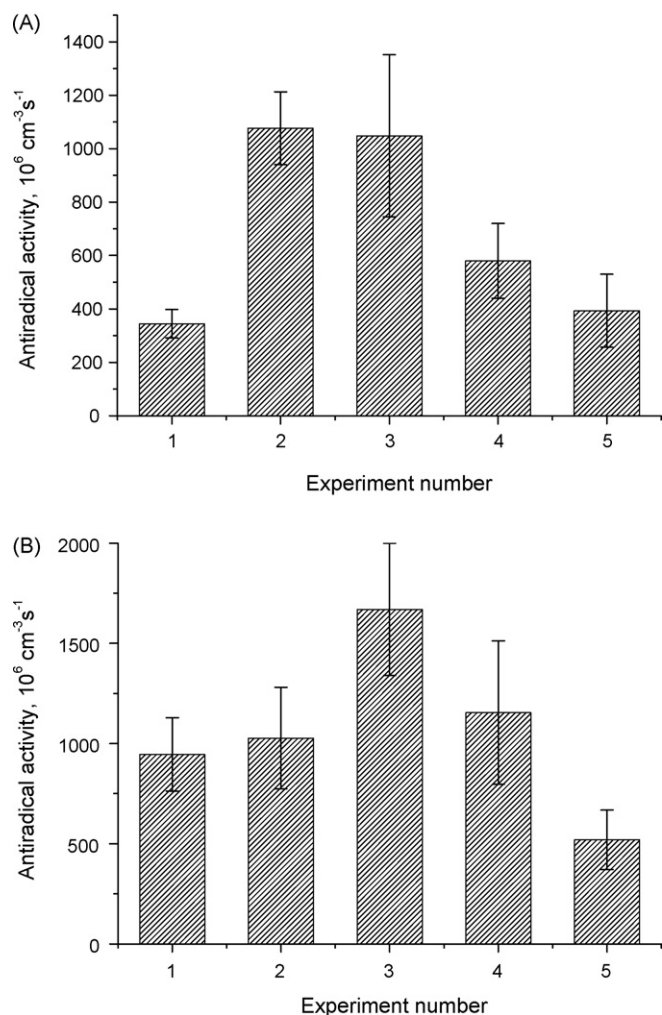 (A)
1400
1200
1000
800
600
400
200
0
Antiradical activity, 10⁶ cm⁻³s⁻¹
1 2 3 4 5
Experiment number
(B)
2000
1500
1000
500
0
Antiradical activity, 10⁶ cm⁻³s⁻¹
1 2 3 4 5
Experiment number